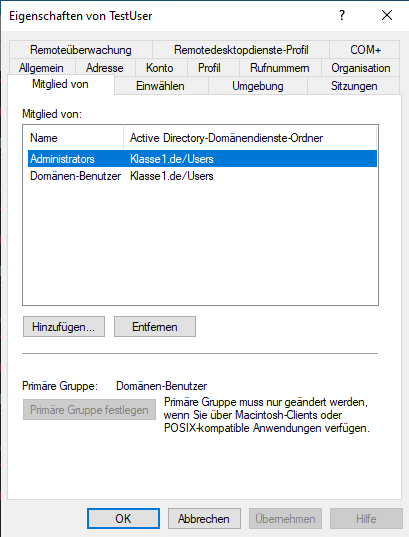 Eigenschaften von TestUser
?
Remoteüberwachung Remotedesktopdienste-Profil COM+
Allgemein Adresse Konto Profil Rufnummern Organisation
Mitglied von Einwählen Umgebung Sitzungen
Mitglied von:
Name Active Directory-Domänendienste-Ordner
Administrators Klasse1.de/Users
Domänen-Benutzer Klasse1.de/Users
Hinzufügen... Entfernen
Primäre Gruppe: Domänen-Benutzer
Primäre Gruppe festlegen
Primäre Gruppe muss nur geändert werden,
wenn Sie über Macintosh-Clients oder
POSIX-kompatible Anwendungen verfügen.
OK Abbrechen Übernehmen Hilfe